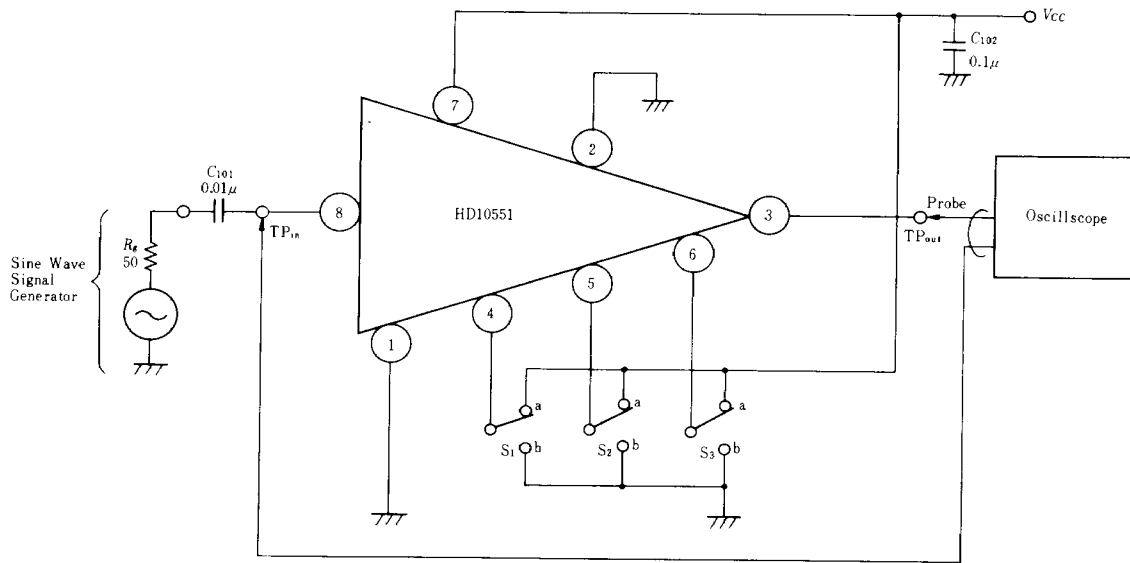 Vcc
C102
0.1μ
7
2
C101
0.01μ
8
HD10551
3
Probe
Oscillscope
TPin
TPout
Rg
50
Sine Wave
Signal
Generator
6
5
4
1
a
a
a
S1
h
S2
b
S3
b